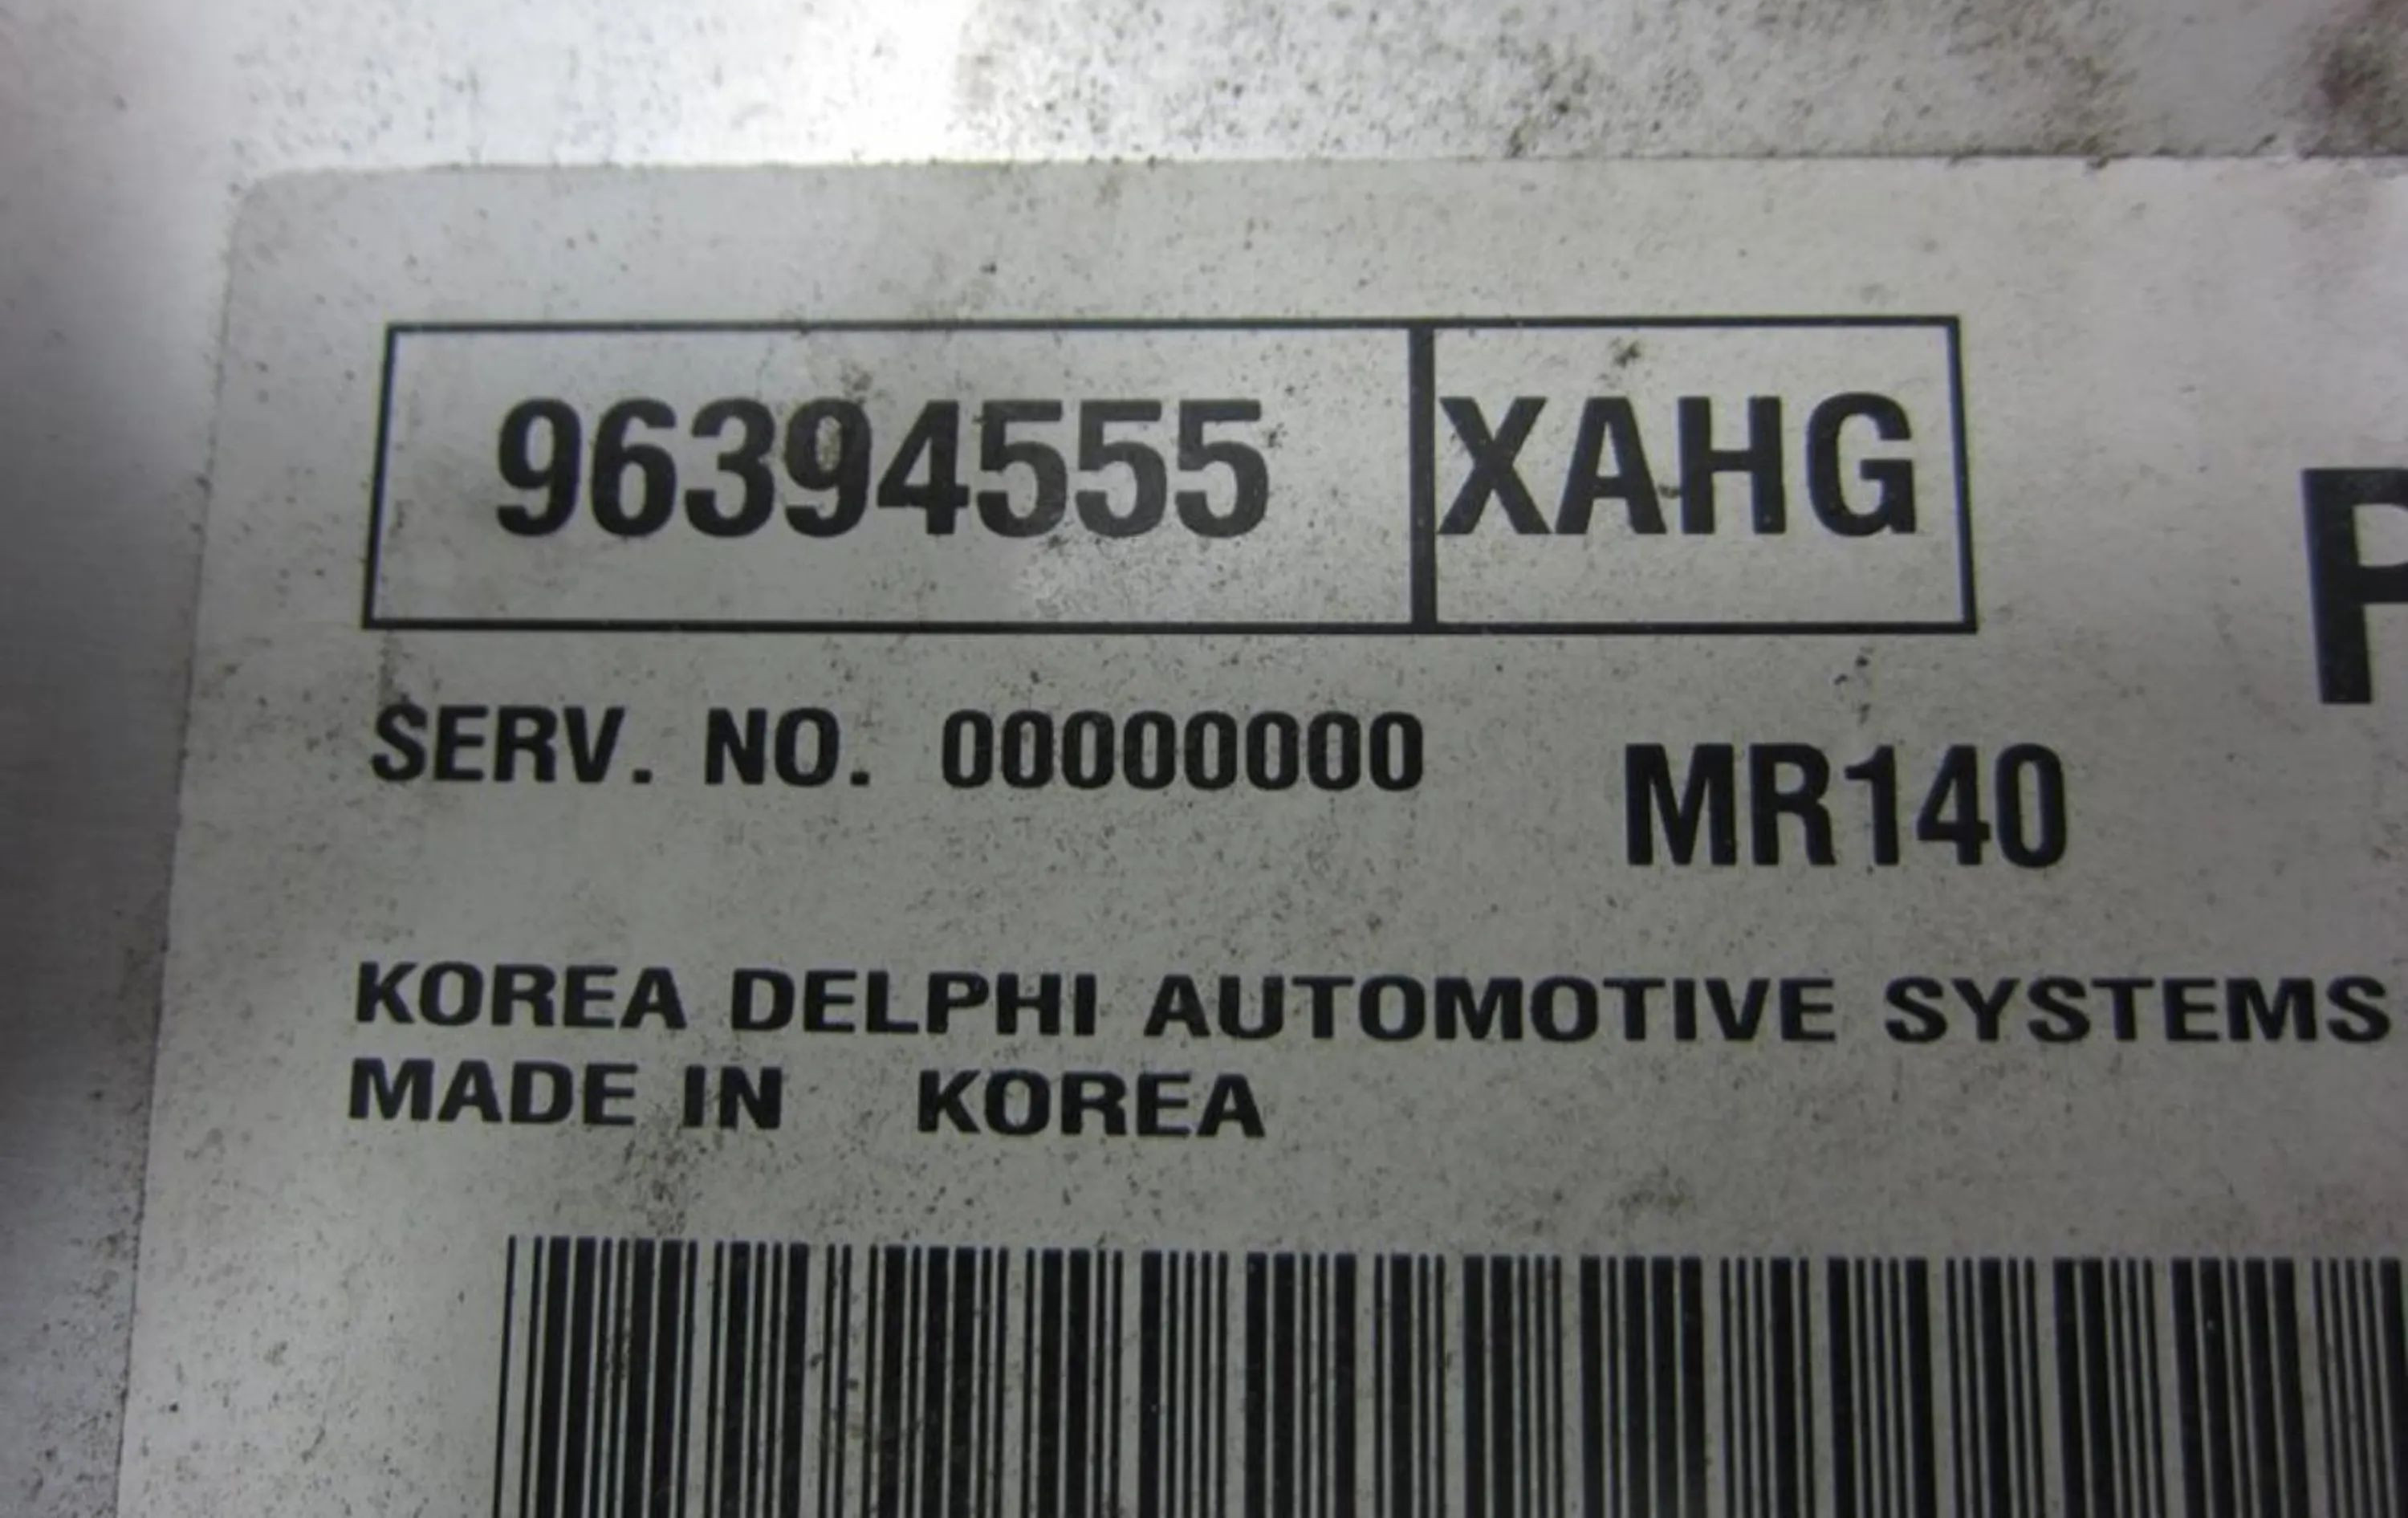 96394555 XAHG
P
SERV. NO. 00000000 MR140
KOREA DELPHI AUTOMOTIVE SYSTEMS
MADE IN KOREA